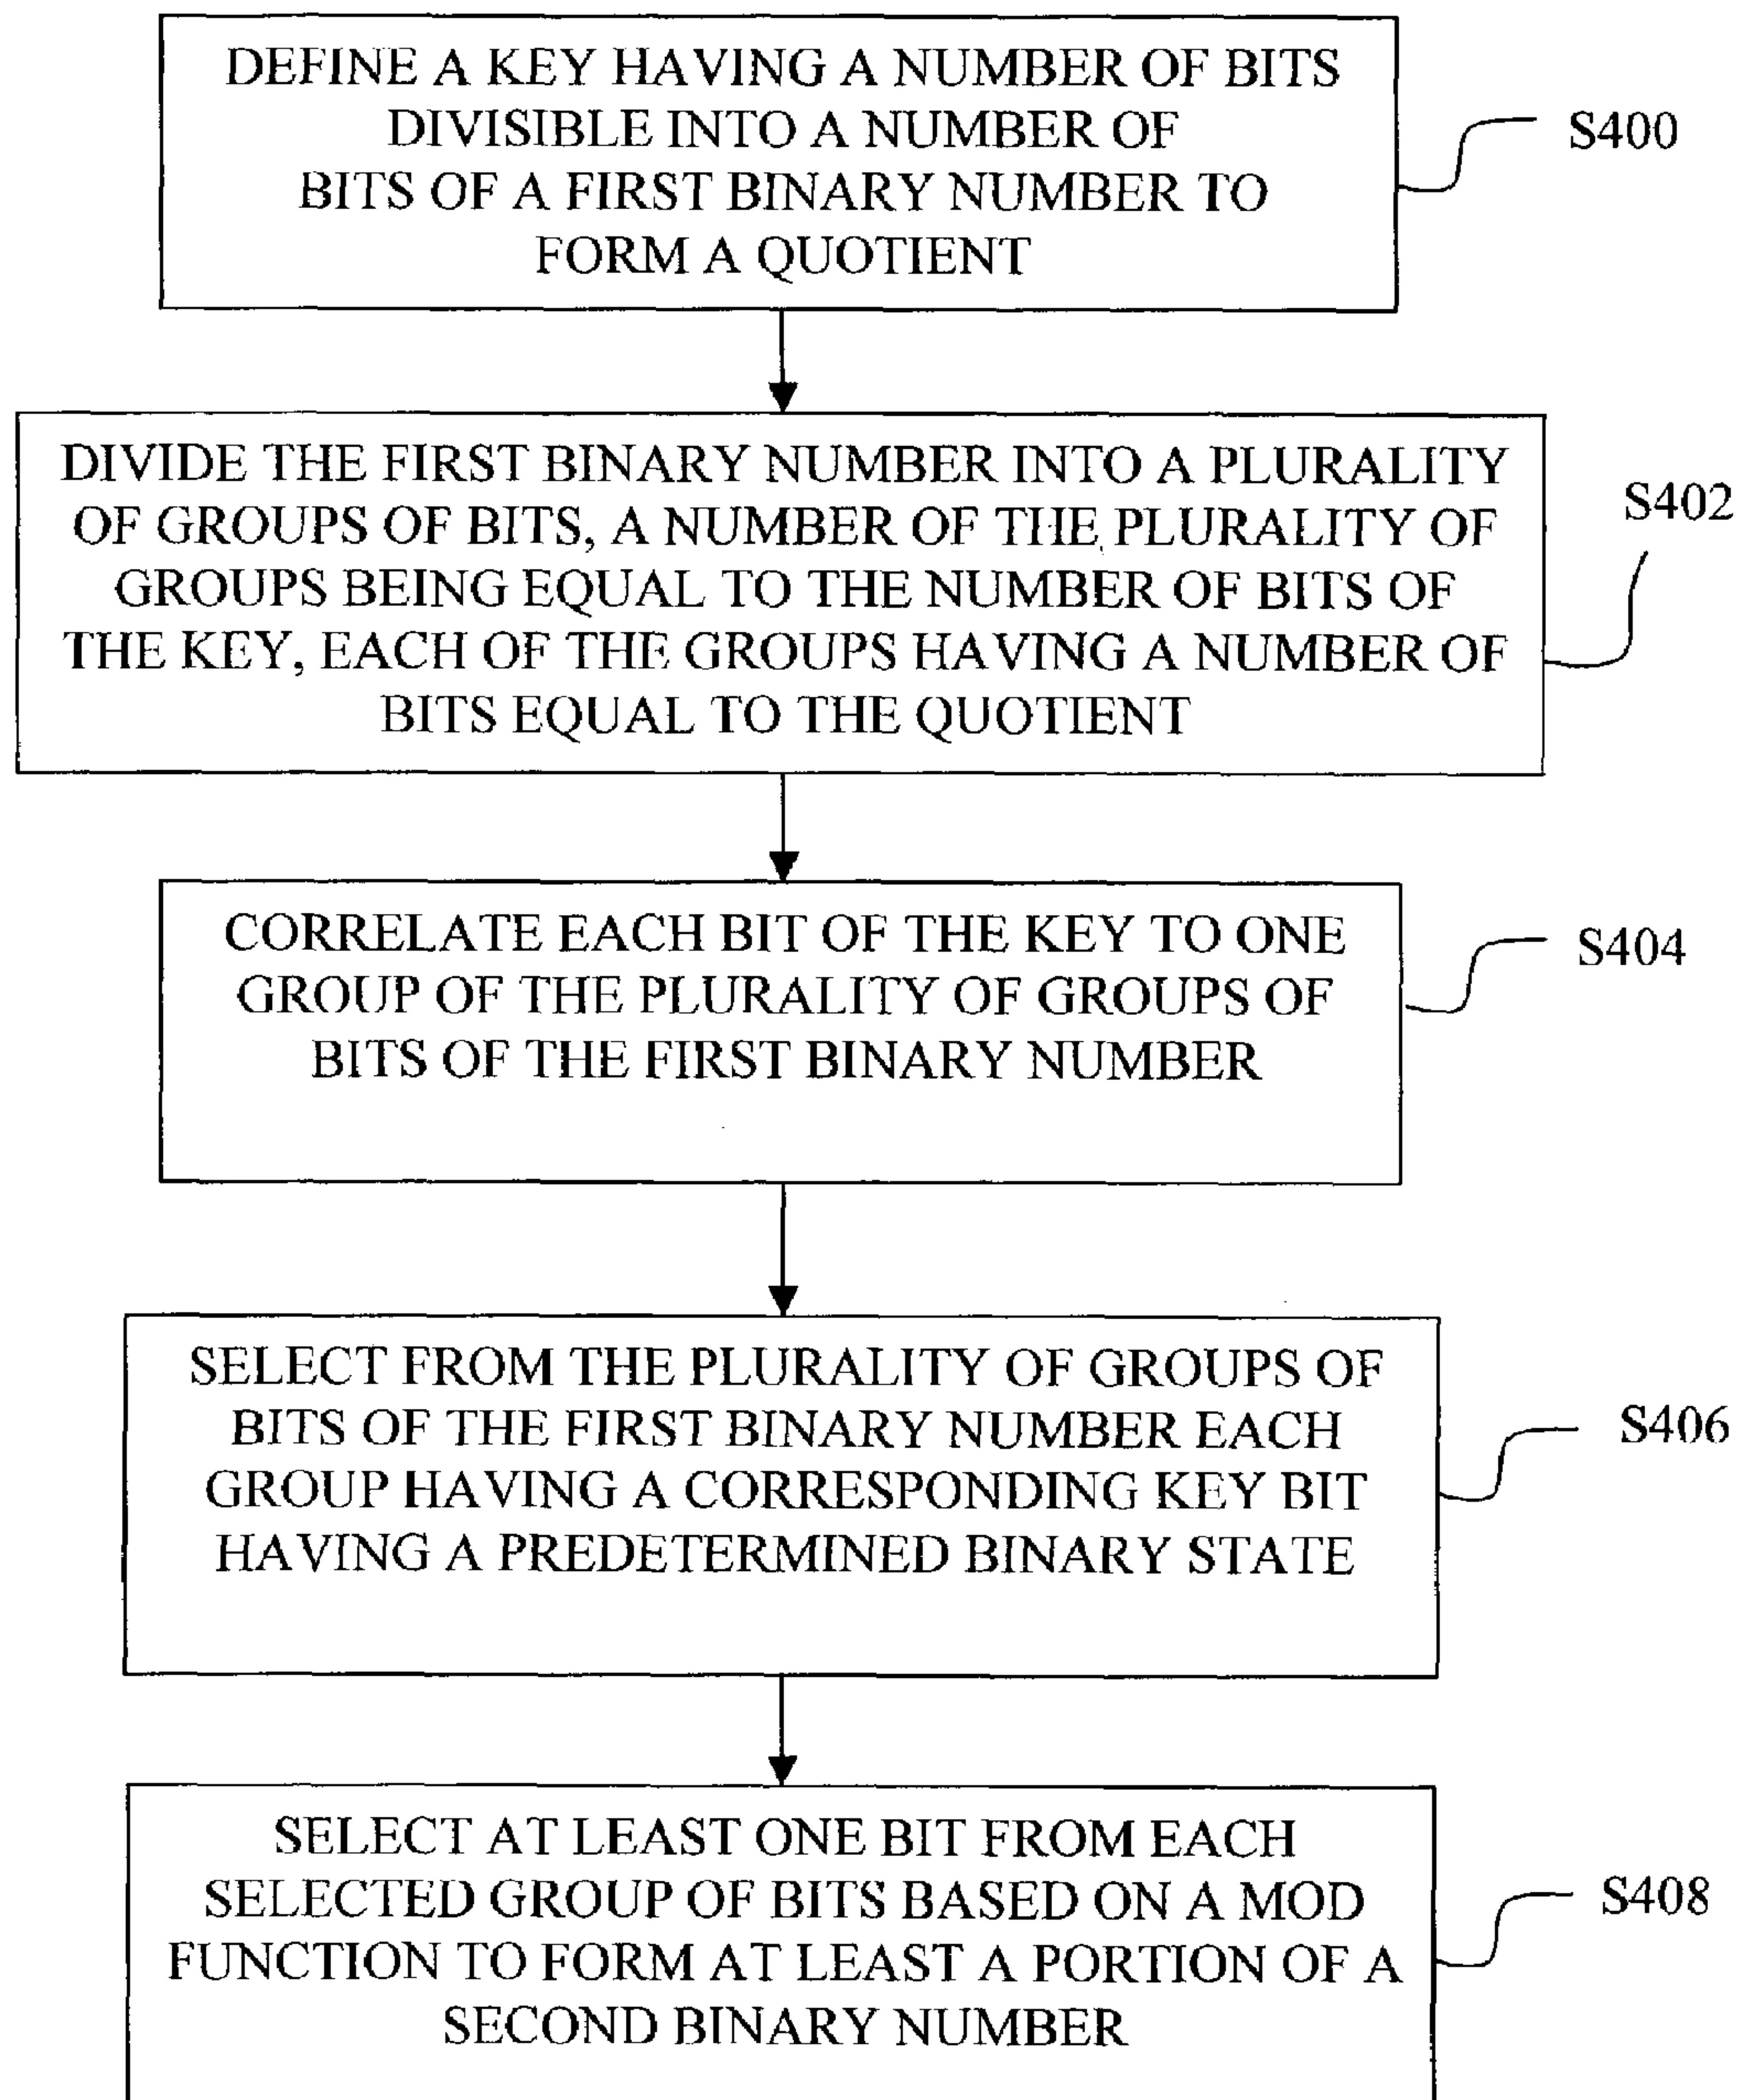 DEFINE A KEY HAVING A NUMBER OF BITS
DIVISIBLE INTO A NUMBER OF
BITS OF A FIRST BINARY NUMBER TO
FORM A QUOTIENT
S400
DIVIDE THE FIRST BINARY NUMBER INTO A PLURALITY
OF GROUPS OF BITS, A NUMBER OF THE PLURALITY OF
GROUPS BEING EQUAL TO THE NUMBER OF BITS OF
THE KEY, EACH OF THE GROUPS HAVING A NUMBER OF
BITS EQUAL TO THE QUOTIENT
S402
CORRELATE EACH BIT OF THE KEY TO ONE
GROUP OF THE PLURALITY OF GROUPS OF
BITS OF THE FIRST BINARY NUMBER
S404
SELECT FROM THE PLURALITY OF GROUPS OF
BITS OF THE FIRST BINARY NUMBER EACH
GROUP HAVING A CORRESPONDING KEY BIT
HAVING A PREDETERMINED BINARY STATE
S406
SELECT AT LEAST ONE BIT FROM EACH
SELECTED GROUP OF BITS BASED ON A MOD
FUNCTION TO FORM AT LEAST A PORTION OF A
SECOND BINARY NUMBER
S408